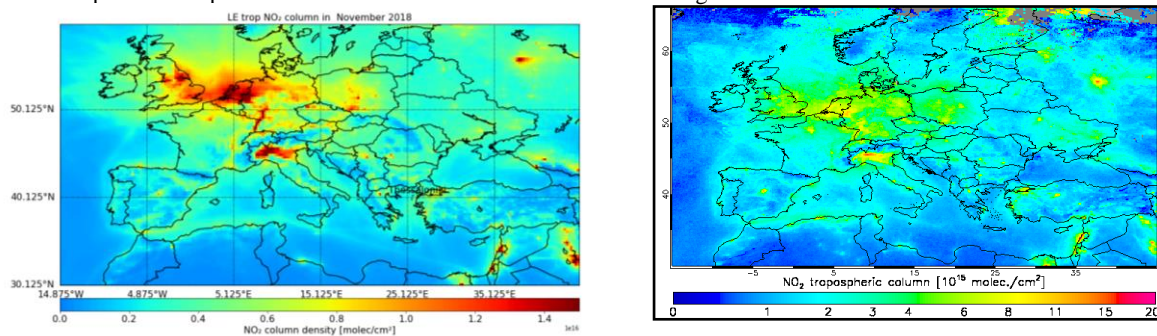 LE trop NO₂ column in November 2018
50.125°N
40.125°N
30.125°N
14.875°W 4.875°W 5.125°E 15.125°E 25.125°E 35.125°E
0.0 0.2 0.4 0.6 0.8 1.0 1.2 1.4
1e16
NO₂ column density [molec/cm²]
60
50
40
-5 5 15 25 35
NO₂ tropospheric column [10¹⁵ molec./cm²]
0 1 2 3 4 6 8 11 15 20